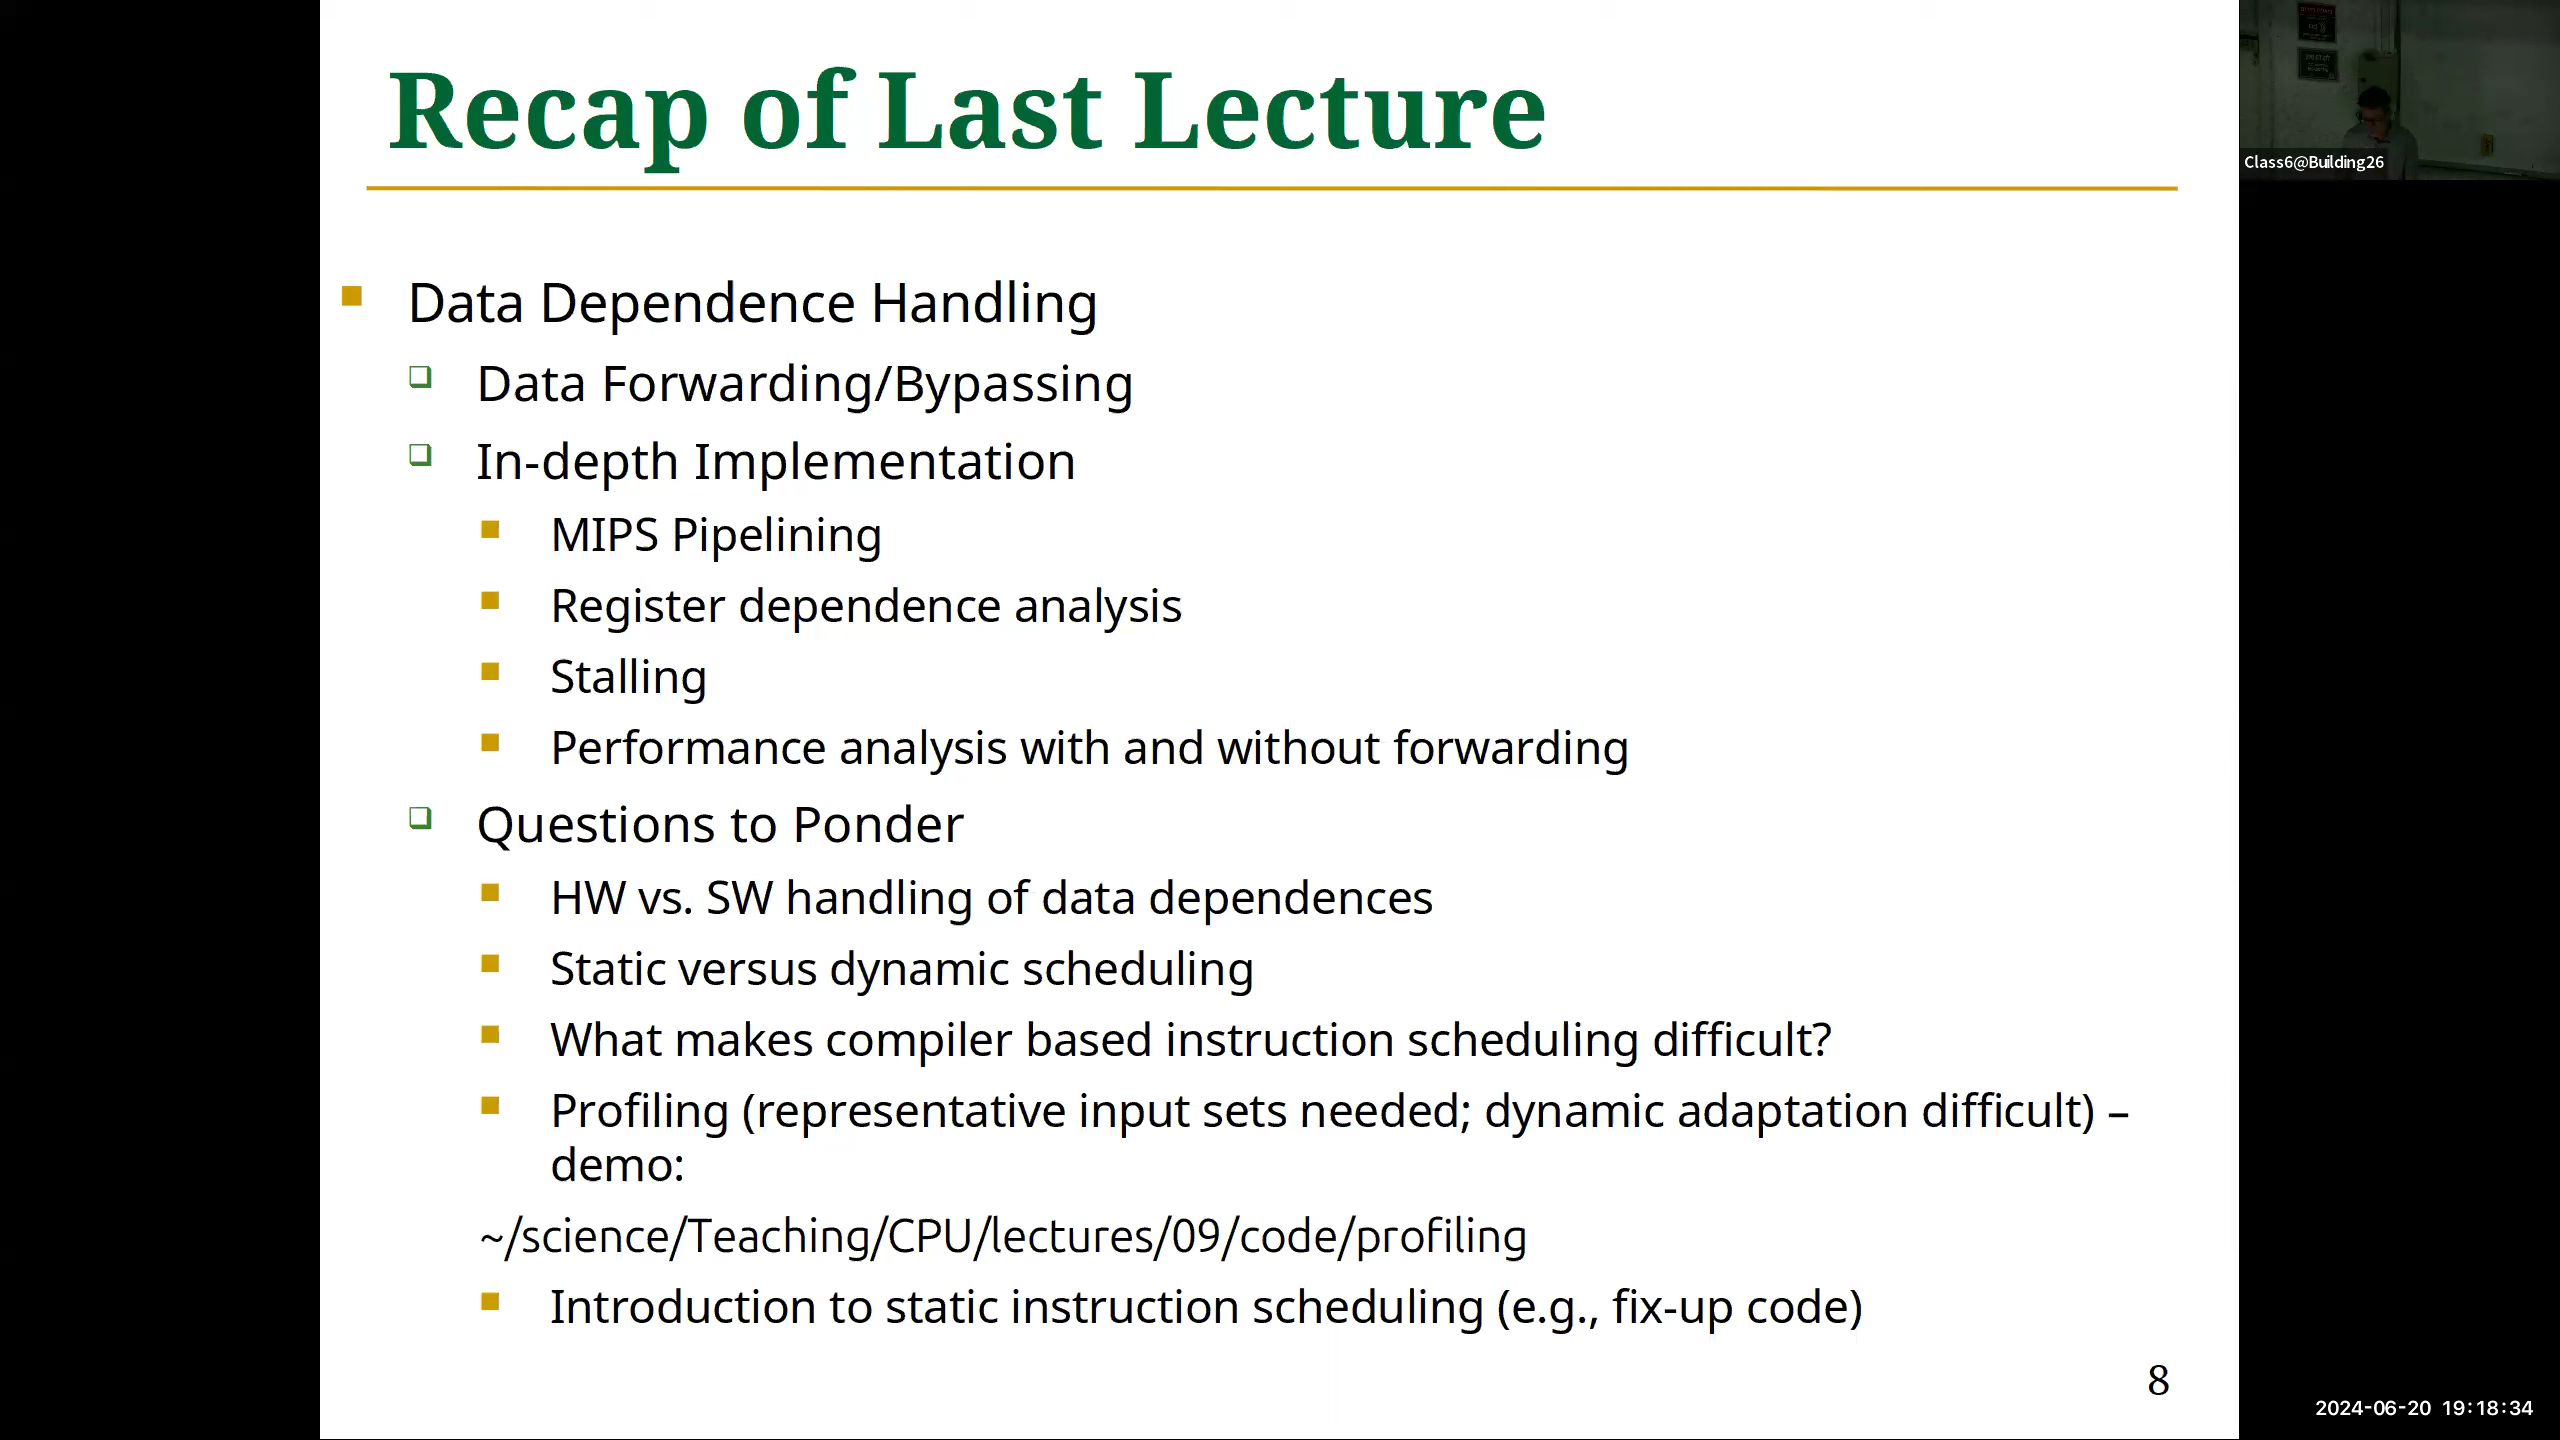 Recap of Last Lecture
Class6@Building26
Data Dependence Handling
Data Forwarding/Bypassing
In-depth Implementation
MIPS Pipelining
Register dependence analysis
Stalling
Performance analysis with and without forwarding
Questions to Ponder
HW vs. SW handling of data dependences
Static versus dynamic scheduling
What makes compiler based instruction scheduling difficult?
Profiling (representative input sets needed; dynamic adaptation difficult) –
demo:
~/science/Teaching/CPU/lectures/09/code/profiling
Introduction to static instruction scheduling (e.g., fix-up code)
8
2024-06-20 19:18:34